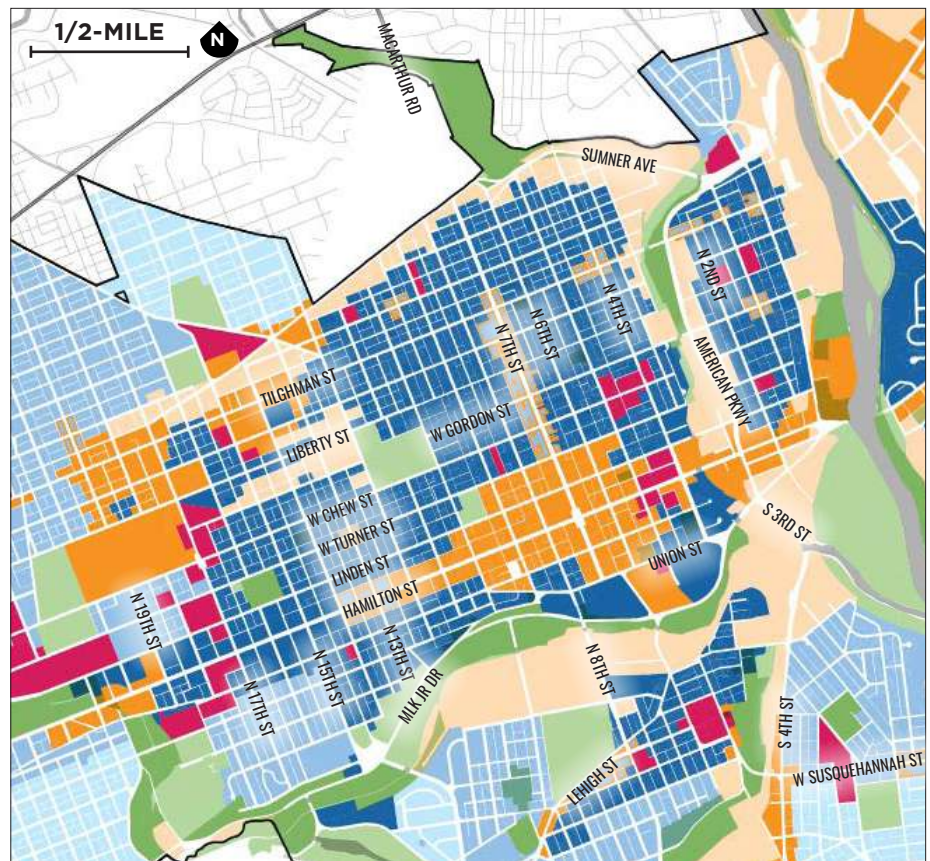 1/2-MILE
N
MACARTHUR RD
SUMNER AVE
N 2ND ST
N 4TH ST
N 6TH ST
N 7TH ST
AMERICAN PKWY
TILGHMAN ST
LIBERTY ST
W GORDON ST
W CHEW ST
W TURNER ST
LINDEN ST
HAMILTON ST
S 3RD ST
UNION ST
N 19TH ST
N 17TH ST
N 15TH ST
N 13TH ST
MLK JR DR
N 8TH ST
S 4TH ST
LEHIGH ST
W SUSQUEHANNAH ST